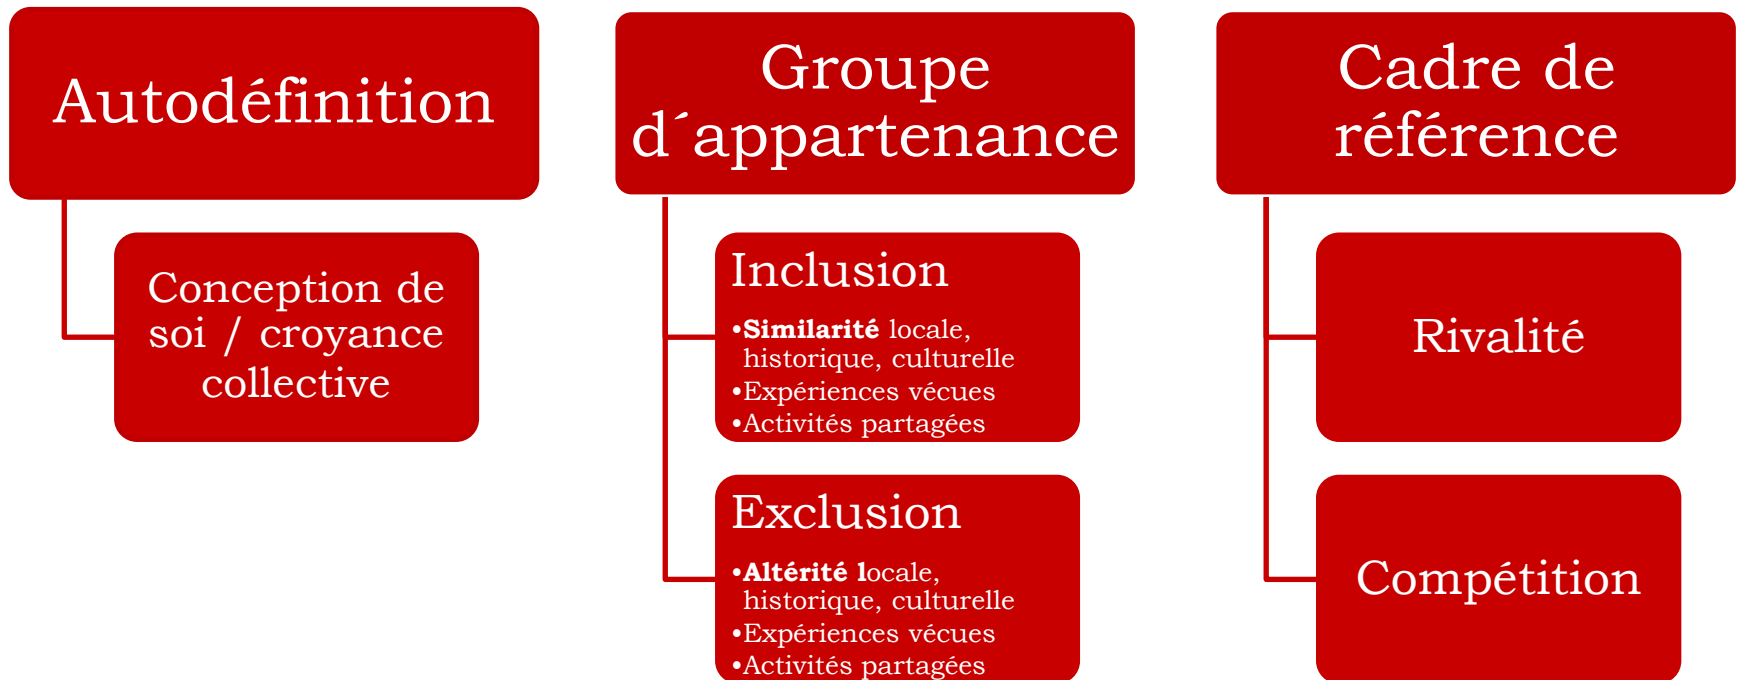 Autodéfinition
Conception de
soi / croyance
collective
Groupe
d´appartenance
Inclusion
•Similarité locale,
historique, culturelle
•Expériences vécues
•Activités partagées
Exclusion
•Altérité locale,
historique, culturelle
•Expériences vécues
•Activités partagées
Cadre de
référence
Rivalité
Compétition